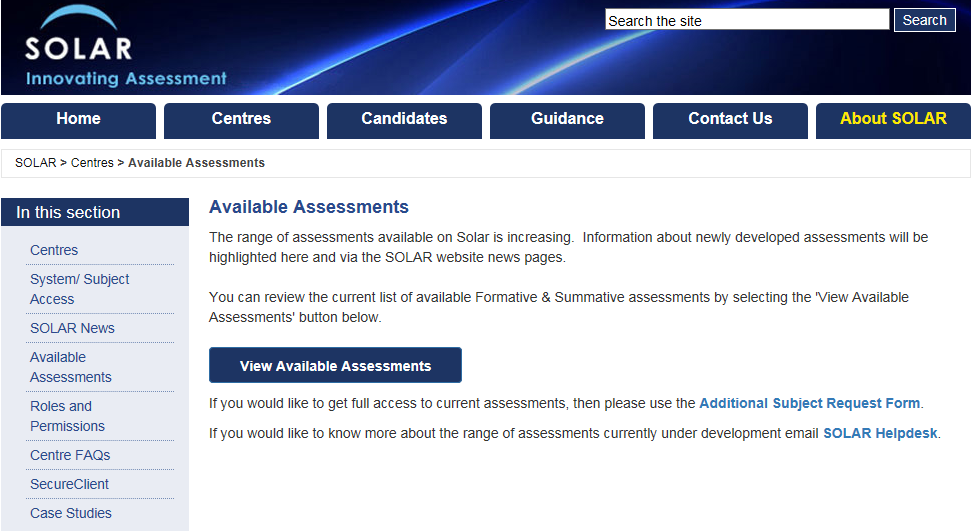 SOLAR
Innovating Assessment
Search the site
Search
Home
Centres
Candidates
Guidance
Contact Us
About SOLAR
SOLAR > Centres > Available Assessments
In this section
Centres
System/ Subject
Access
SOLAR News
Available
Assessments
Roles and
Permissions
Centre FAQs
SecureClient
Case Studies
Available Assessments
The range of assessments available on Solar is increasing.  Information about newly developed assessments will be
highlighted here and via the SOLAR website news pages.
You can review the current list of available Formative & Summative assessments by selecting the 'View Available
Assessments' button below.
View Available Assessments
If you would like to get full access to current assessments, then please use the Additional Subject Request Form.
If you would like to know more about the range of assessments currently under development email SOLAR Helpdesk.